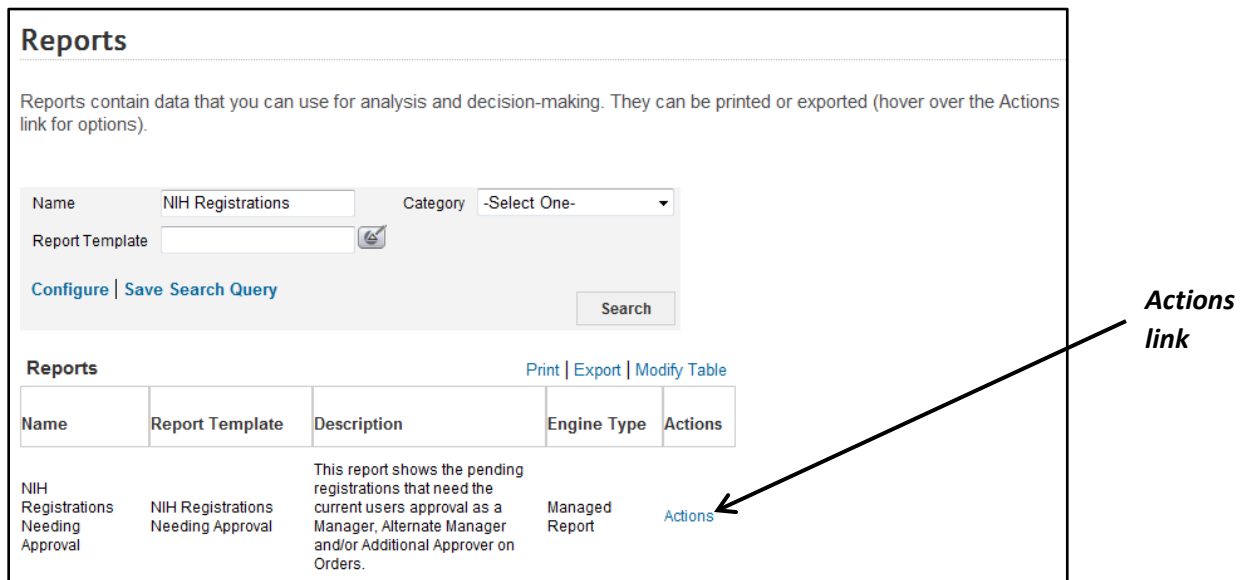 Reports
Reports contain data that you can use for analysis and decision-making. They can be printed or exported (hover over the Actions
link for options).
Name NIH Registrations Category -Select One-
Report Template
Configure | Save Search Query
Search
Actions
link
Reports Print | Export | Modify Table
Name Report Template Description Engine Type Actions
NIH
Registrations
Needing
Approval
NIH Registrations
Needing Approval
This report shows the pending
registrations that need the
current users approval as a
Manager, Alternate Manager
and/or Additional Approver on
Orders.
Managed
Report
Actions